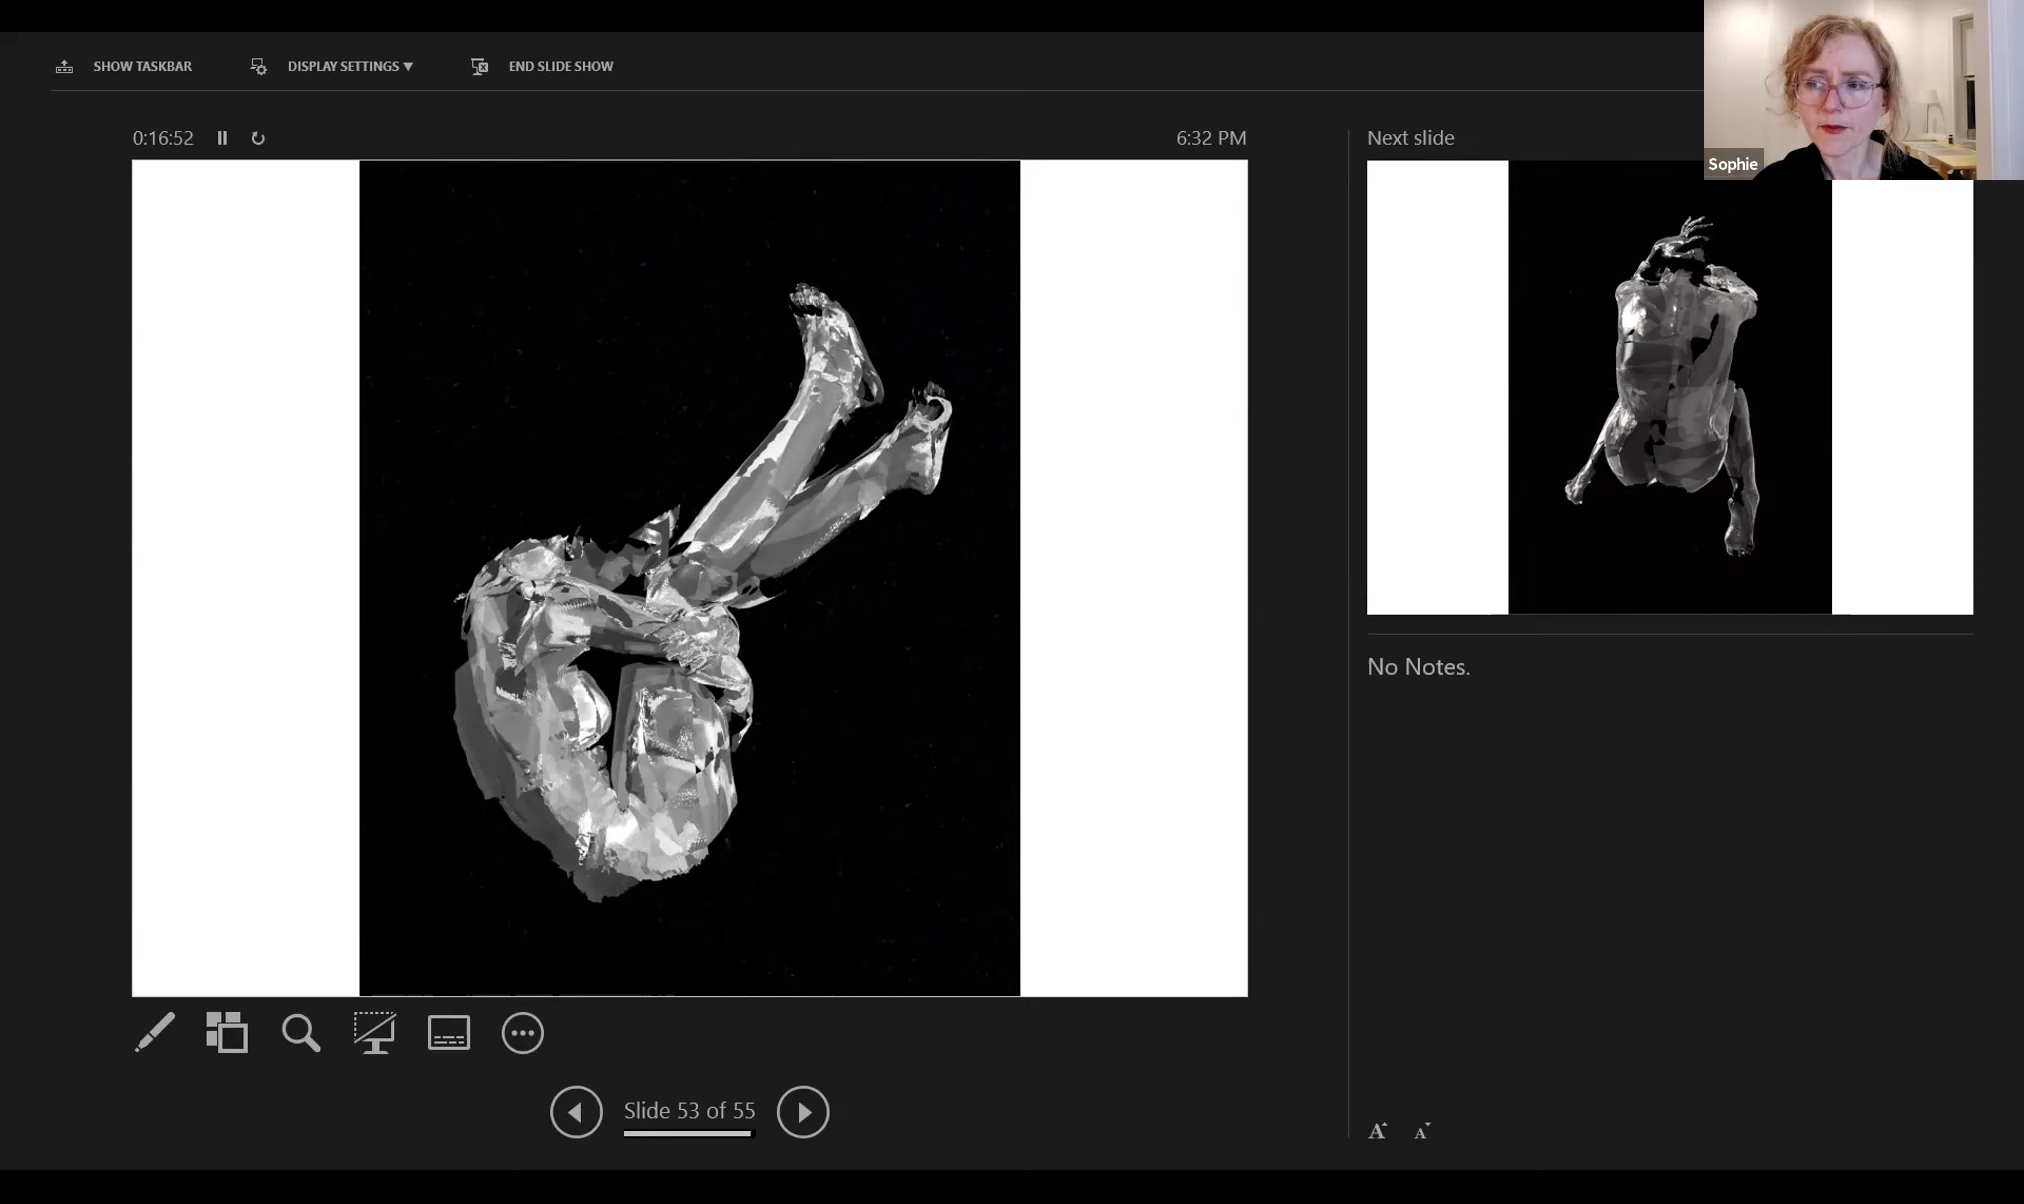 SHOW TASKBAR
DISPLAY SETTINGS ▼
END SLIDE SHOW
0:16:52
6:32 PM
Next slide
Sophie
No Notes.
Slide 53 of 55
A A